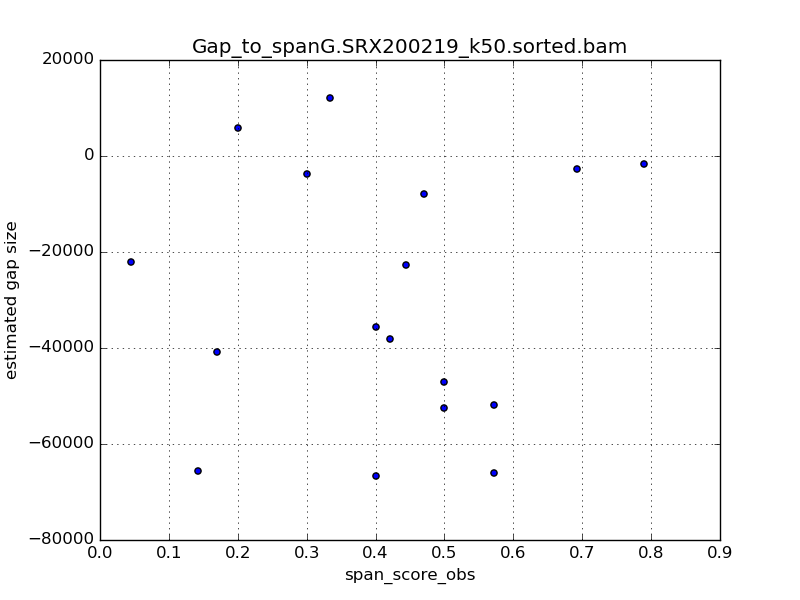 Gap_to_spanG.SRX200219_k50.sorted.bam
20000
0
−20000
−40000
−60000
−80000
estimated gap size
0.0 0.1 0.2 0.3 0.4 0.5 0.6 0.7 0.8 0.9
span_score_obs